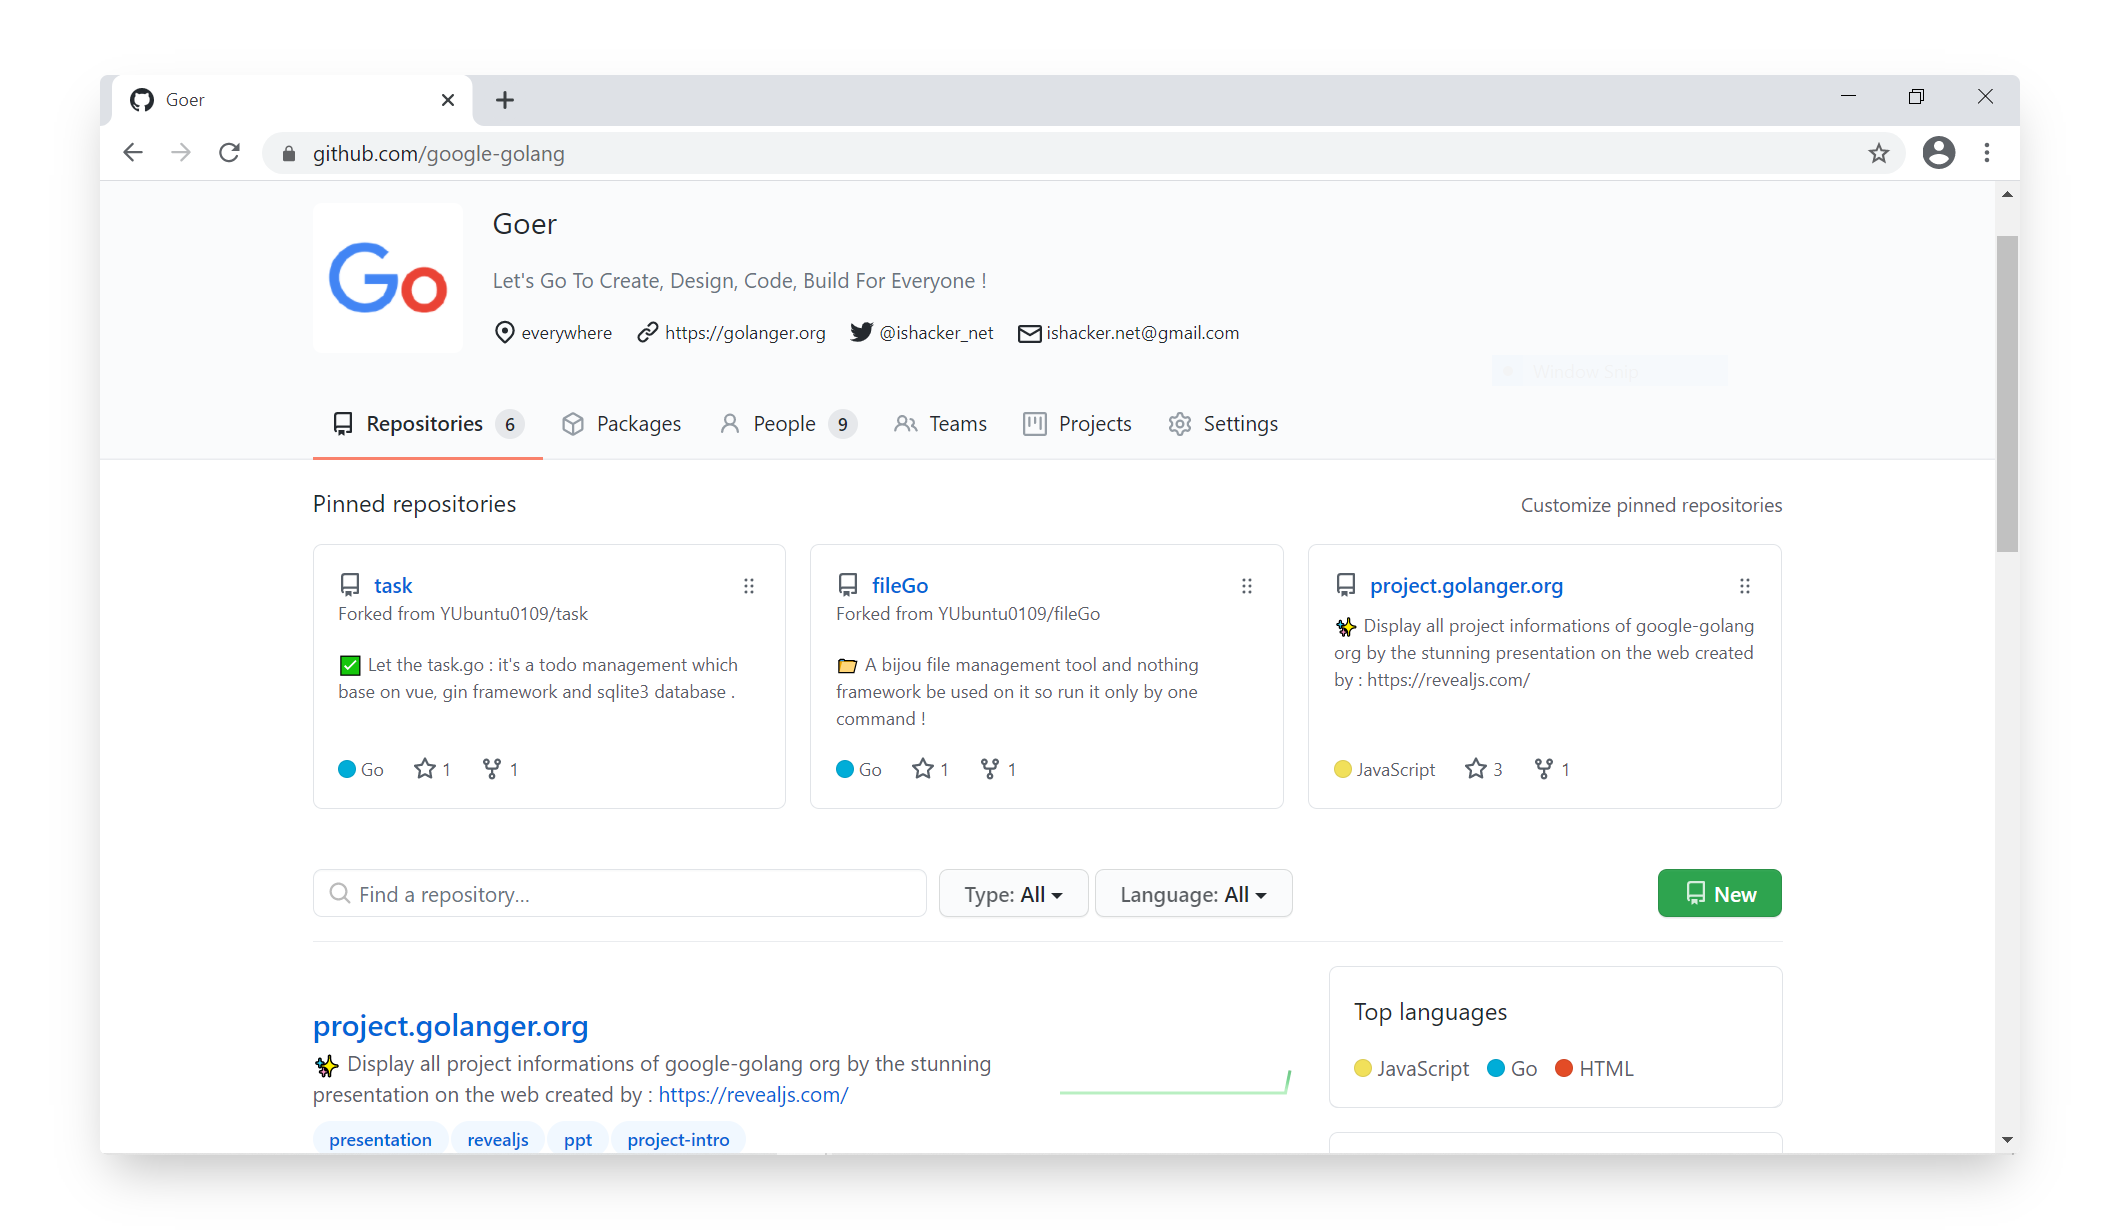 Goer
github.com/google-golang
Go
Goer
Let's Go To Create, Design, Code, Build For Everyone !
everywhere https://golanger.org @ishacker_net ishacker.net@gmail.com
Window Snip
Repositories 6 Packages People 9 Teams Projects Settings
Pinned repositories Customize pinned repositories
task
Forked from YUbuntu0109/task
Let the task.go : it's a todo management which
base on vue, gin framework and sqlite3 database .
Go 1 1
fileGo
Forked from YUbuntu0109/fileGo
A bijou file management tool and nothing
framework be used on it so run it only by one
command !
Go 1 1
project.golanger.org
Display all project informations of google-golang
org by the stunning presentation on the web created
by : https://revealjs.com/
JavaScript 3 1
Find a repository... Type: All Language: All New
project.golanger.org
Display all project informations of google-golang org by the stunning
presentation on the web created by : https://revealjs.com/
presentation revealjs ppt project-intro
Top languages
JavaScript Go HTML